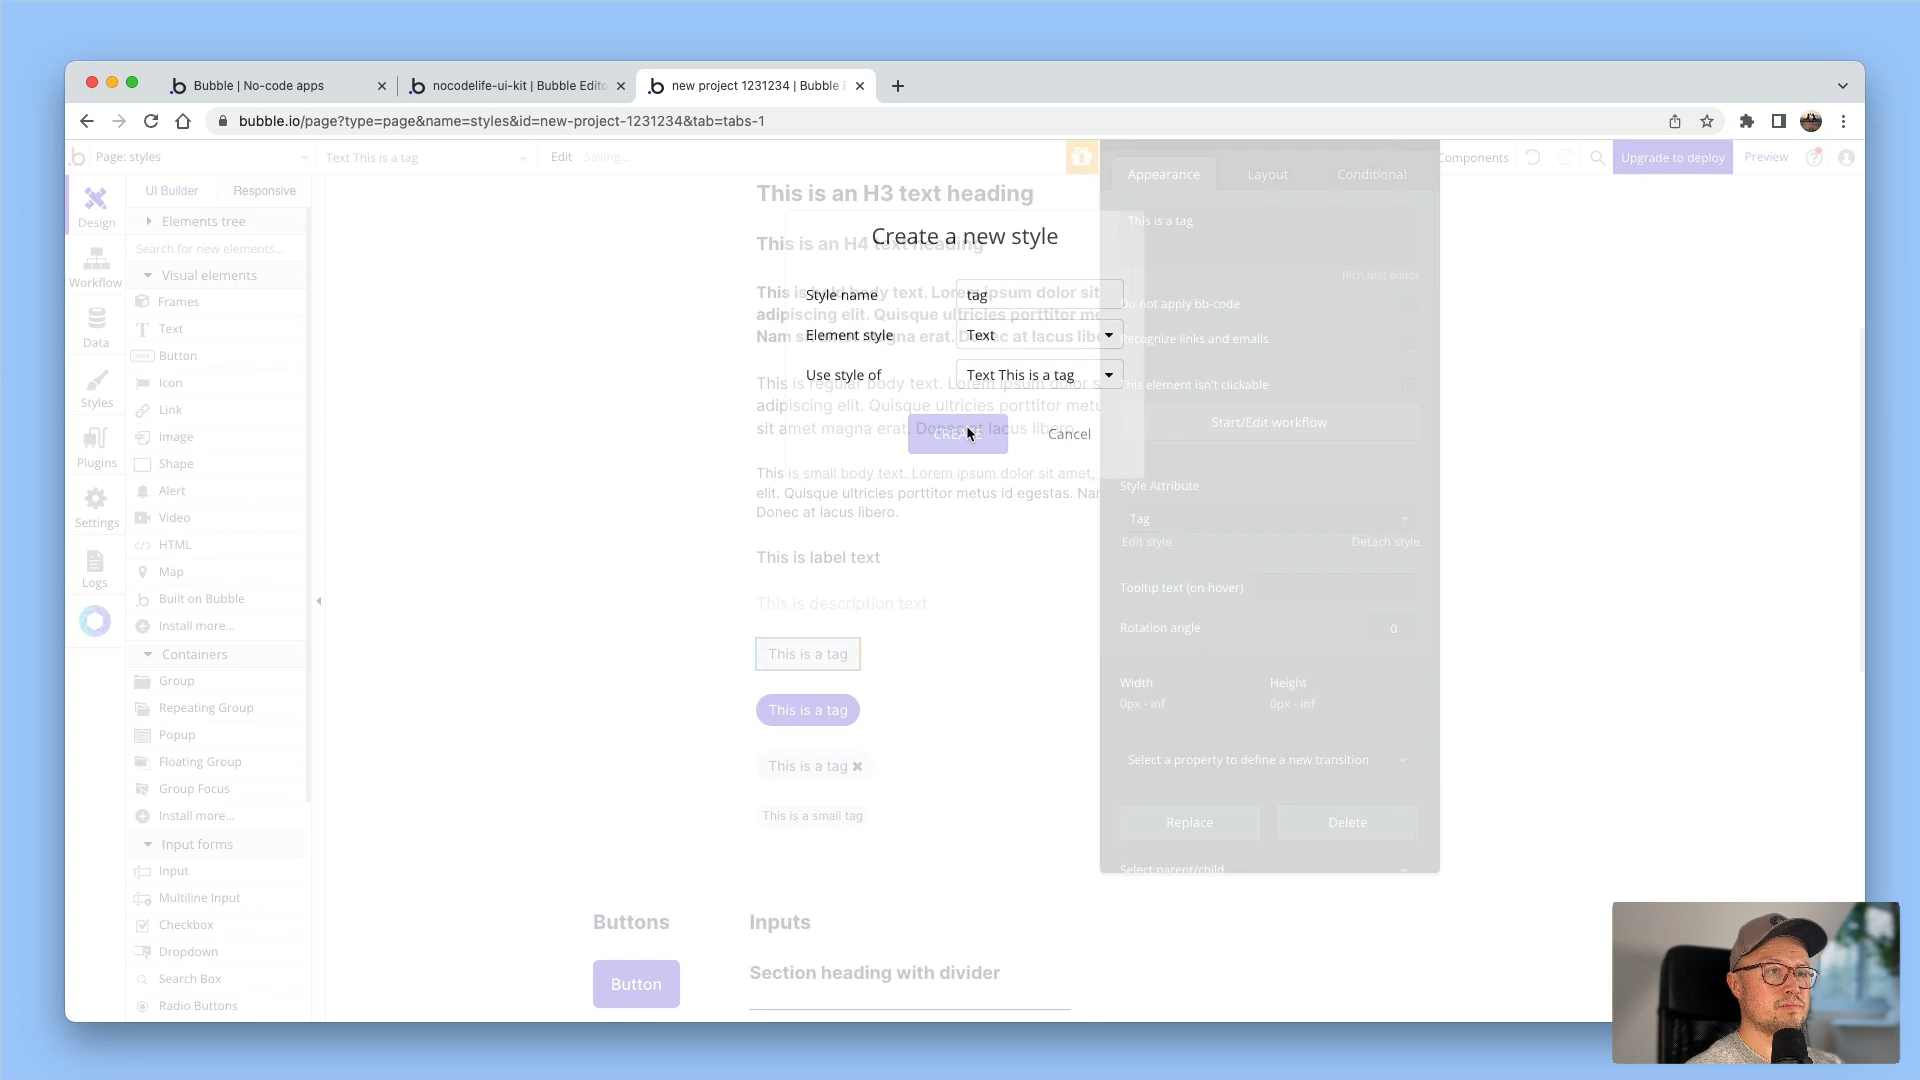 Bubble | No-code apps
nocodelife-ui-kit | Bubble Edito
new project 1231234 | Bubble E
bubble.io/page?type=page&name=styles&id=new-project-1231234&tab=tabs-1
Page: styles
Text This is a tag
Edit
Saving...
Components
Upgrade to deploy
Preview
Design
Workflow
Data
Styles
Plugins
Settings
Logs
UI Builder
Responsive
Elements tree
Search for new elements...
Visual elements
Frames
Text
Button
Icon
Link
Image
Shape
Alert
Video
HTML
Map
Built on Bubble
Install more...
Containers
Group
Repeating Group
Popup
Floating Group
Group Focus
Install more...
Input forms
Input
Multiline Input
Checkbox
Dropdown
Search Box
Radio Buttons
This is an H3 text heading
This is an H4 text heading
This is bold body text. Lorem ipsum dolor sit
adipiscing elit. Quisque ultricies porttitor me
Nam sit amet magna erat. Donec at lacus libe
This is regular body text. Lorem ipsum dolor s
adipiscing elit. Quisque ultricies porttitor metu
sit amet magna erat. Donec at lacus libero.
This is small body text. Lorem ipsum dolor sit amet,
elit. Quisque ultricies porttitor metus id egestas. Nam
Donec at lacus libero.
This is label text
This is description text
This is a tag
This is a tag
This is a tag
This is a small tag
Buttons
Button
Inputs
Section heading with divider
Create a new style
Style name
tag
Element style
Text
Use style of
Text This is a tag
CREATE
Cancel
Appearance
Layout
Conditional
This is a tag
Rich text editor
Do not apply bb-code
Recognize links and emails
This element isn't clickable
Start/Edit workflow
Style Attribute
Tag
Edit style
Detach style
Tooltip text (on hover)
Rotation angle
0
Width
Height
0px - inf
0px - inf
Select a property to define a new transition
Replace
Delete
Select parent/child